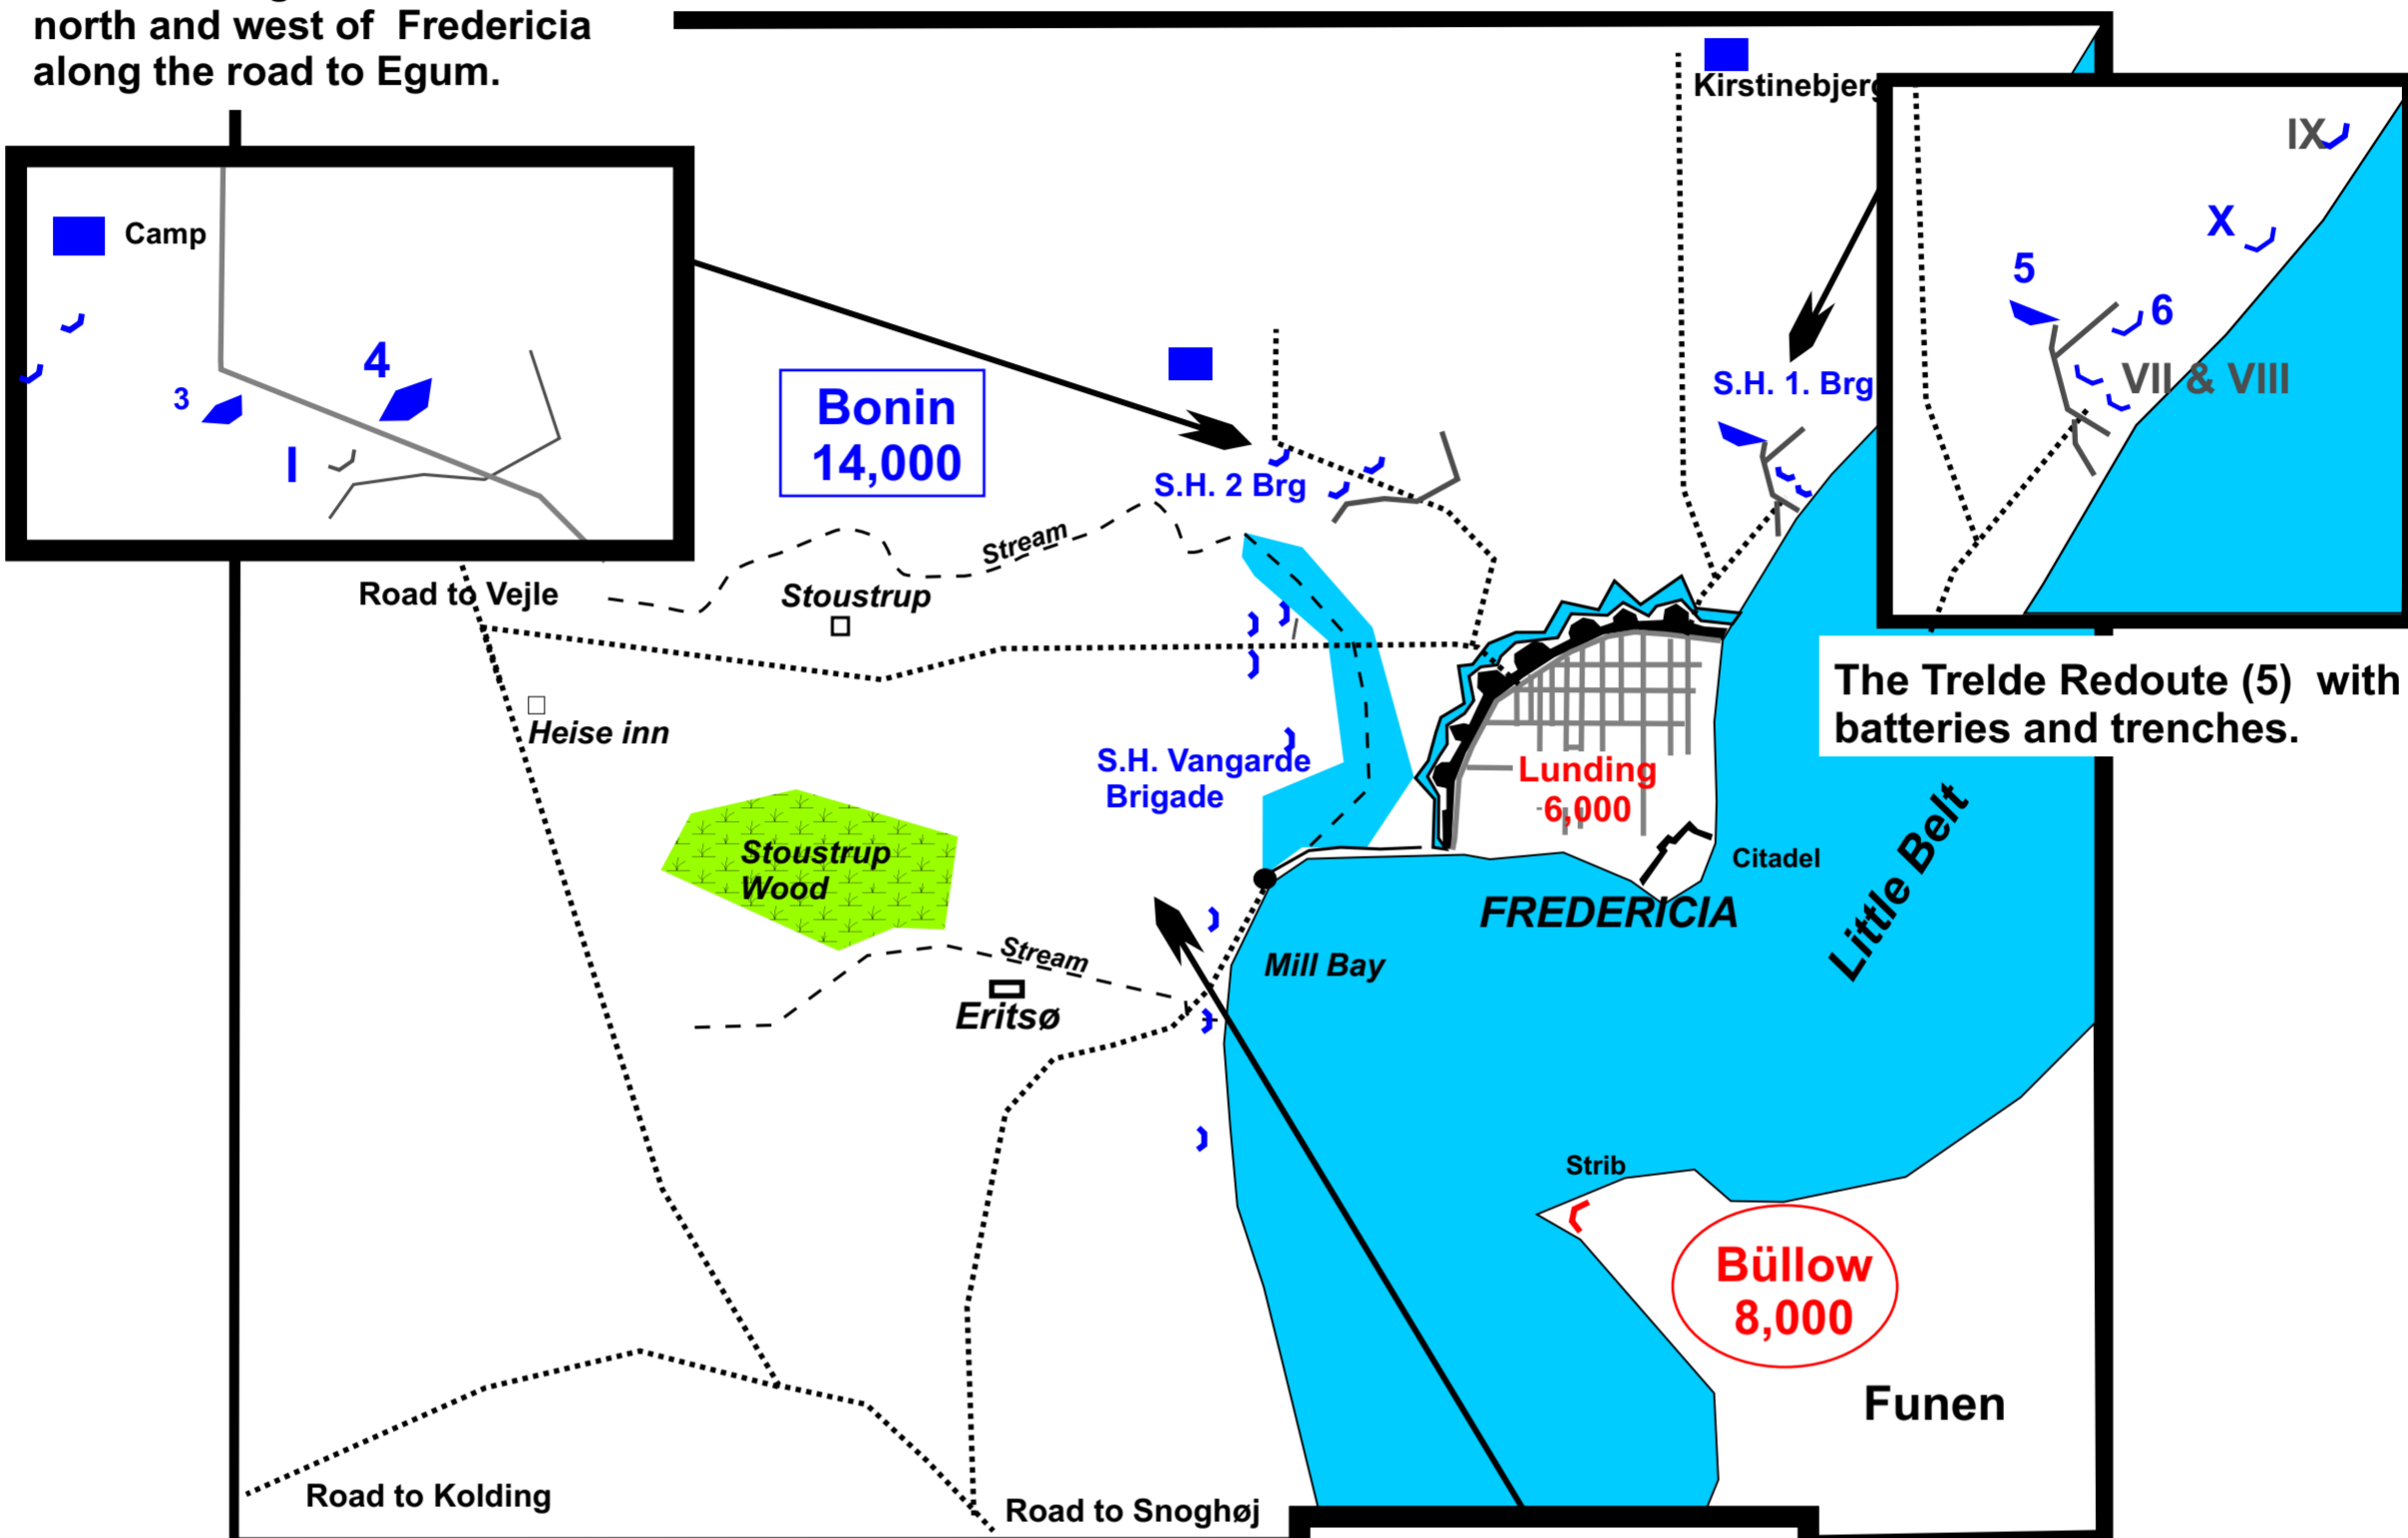 north and west of Fredericia
along the road to Egum.
Kirstinebjerg
Camp
3
4
I
Bonin
14,000
S.H. 2 Brg
S.H. 1. Brg
IX
X
5
6
VII & VIII
Stream
Road to Vejle
Stoustrup
Heise inn
The Trelde Redoute (5) with
batteries and trenches.
S.H. Vangarde
Brigade
Lunding
6,000
Stoustrup
Wood
Citadel
FREDERICIA
Little Belt
Stream
Mill Bay
Eritsø
Strib
Büllow
8,000
Funen
Road to Kolding
Road to Snoghøj